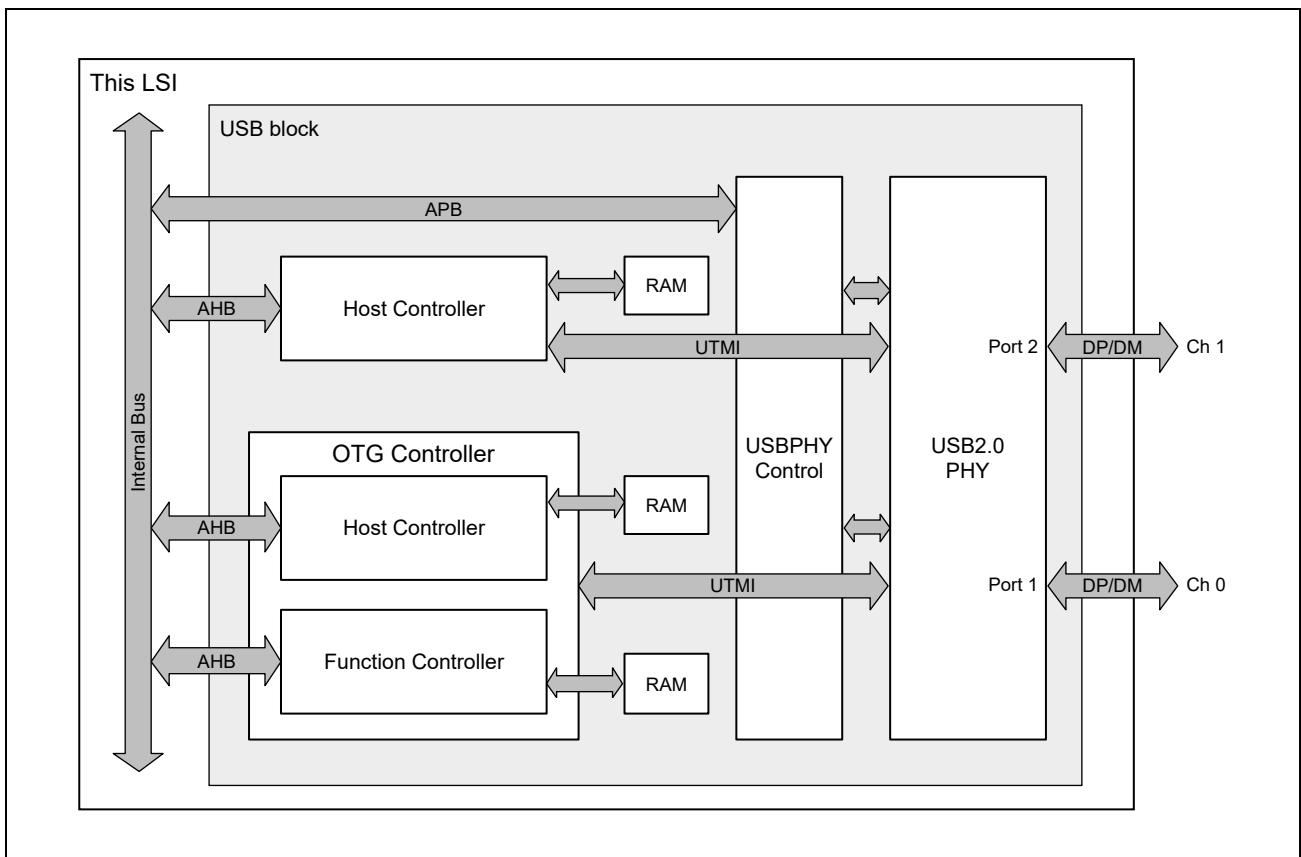 This LSI
USB block
APB
Internal Bus
AHB
Host Controller
RAM
UTMI
Port 2
DP/DM
Ch 1
OTG Controller
USBPHY
Control
USB2.0
PHY
AHB
Host Controller
RAM
UTMI
Port 1
DP/DM
Ch 0
AHB
Function Controller
RAM